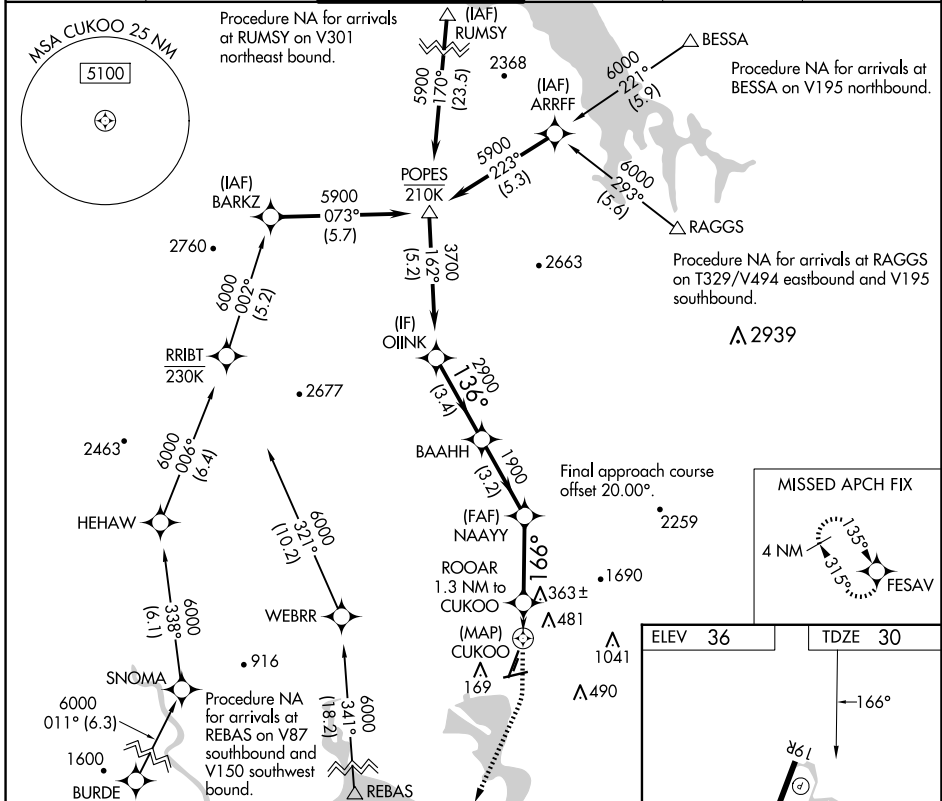 MSA CUKOO 25 NM
5100
Procedure NA for arrivals
at RUMSY on V301
northeast bound.
(IAF)
RUMSY
5900
170°
(23.5)
2368
BESSA
6000
221°
(5.9)
Procedure NA for arrivals at
BESSA on V195 northbound.
(IAF)
ARRFF
5900
223°
(5.3)
6000
293°
(5.6)
RAGGS
Procedure NA for arrivals at RAGGS
on T329/V494 eastbound and V195
southbound.
2939
POPES
210K
(IAF)
BARKZ
5900
073°
(5.7)
2760
3700
162°
(5.2)
2663
6000
002°
(5.2)
(IF)
OIINK
RRIBT
230K
2900
136°
(3.4)
2677
BAAHH
1900
(3.2)
2463
6000
006°
(6.4)
Final approach course
offset 20.00°.
2259
HEHAW
(FAF)
NAAYY
6000
321°
(10.2)
166°
MISSED APCH FIX
4 NM
135°
315°
FESAV
ROOAR
1.3 NM to
CUKOO
363±
1690
481
WEBRR
(MAP)
CUKOO
1041
169
490
6000
338°
(6.1)
916
SNOMA
6000
011° (6.3)
Procedure NA
for arrivals at
REBAS on V87
southbound and
V150 southwest
bound.
6000
341°
(18.2)
1600
BURDE
REBAS
ELEV 36
TDZE 30
166°
19R
P